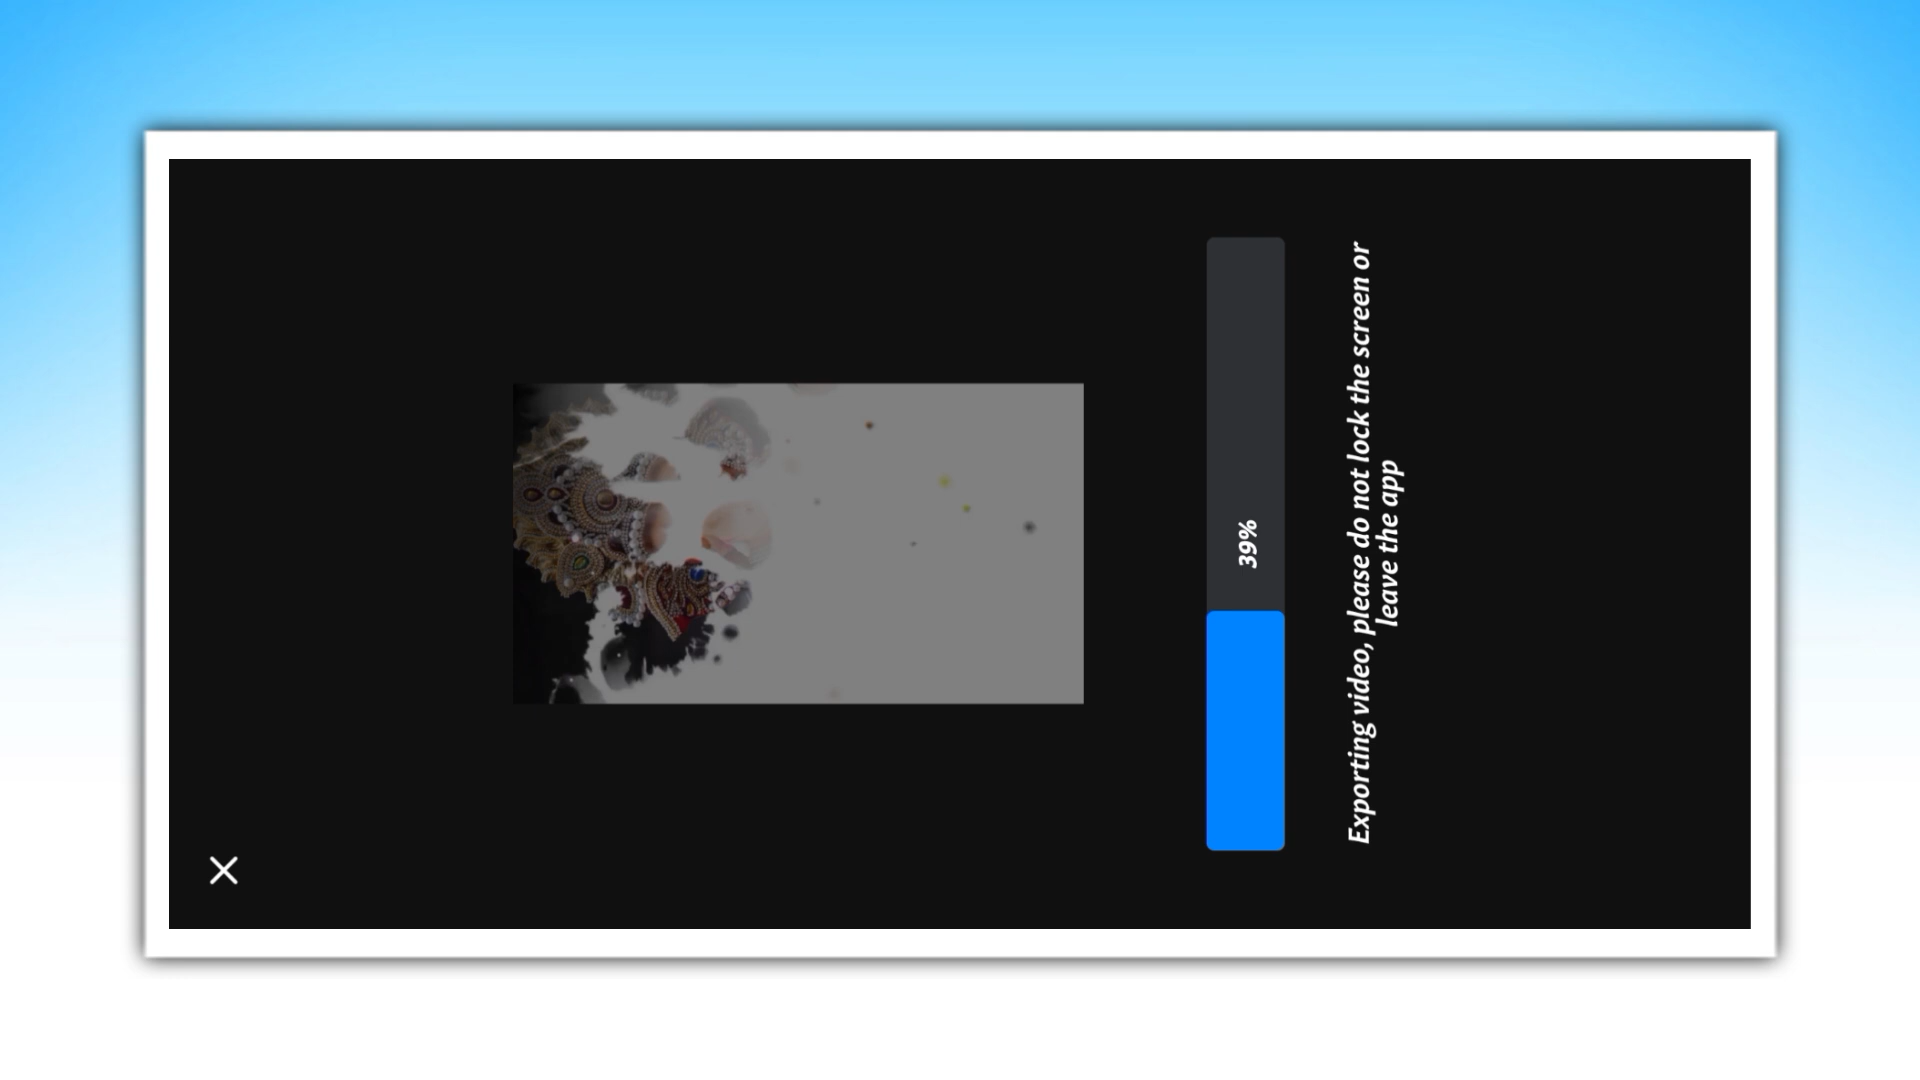 39%
Exporting video, please do not lock the screen or
leave the app